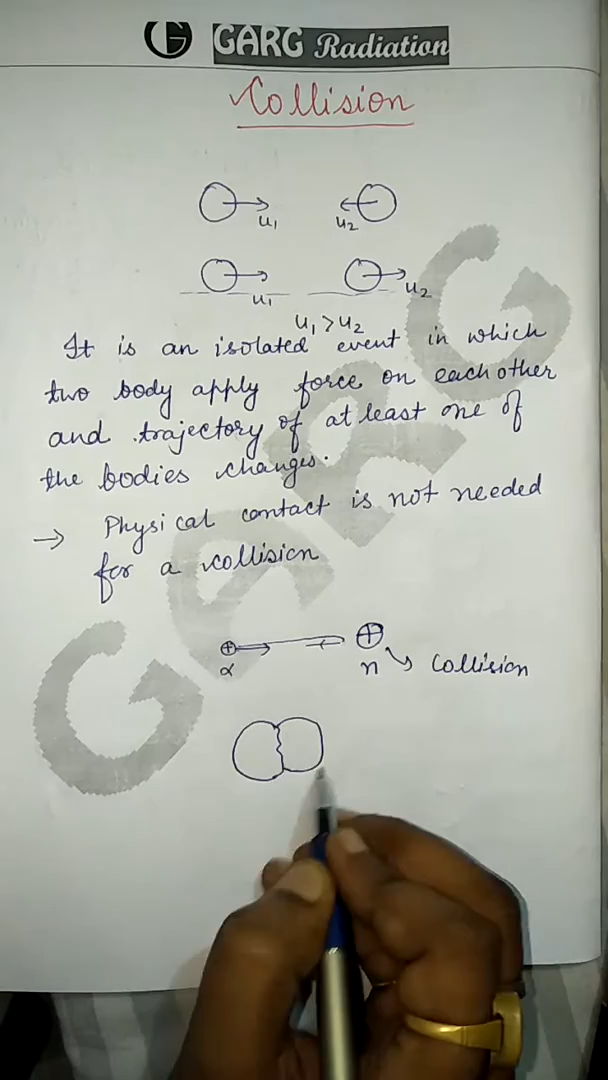 G GARG Radiation
Collision
u₁ u₂
u₁ u₂
u₁ > u₂
It is an isolated event in which
two body apply force on each other
and trajectory of at least one of
the bodies changes.
→ Physical contact is not needed
for a collision
+ +
α n Collision
GARG